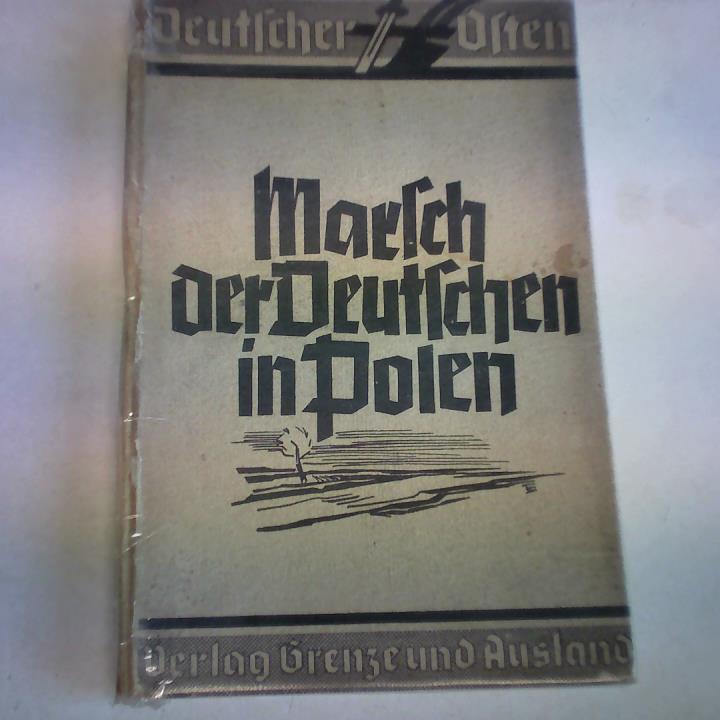 Deutscher Osten
Marsch
der Deutschen
in Polen
Verlag Grenze und Ausland